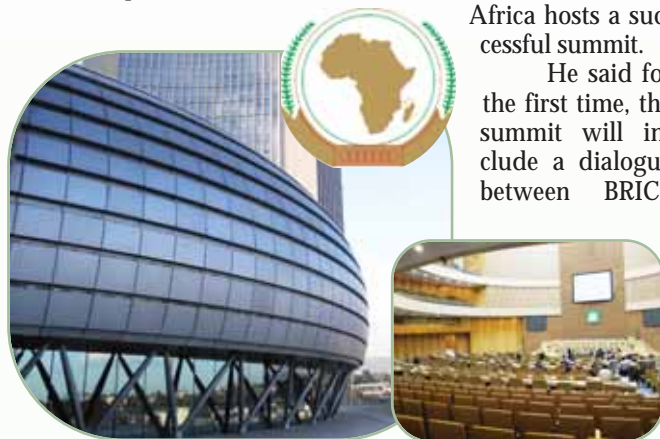 Africa hosts a suc
cessful summit.
He said fo
the first time, th
summit will in
clude a dialogu
between BRIC